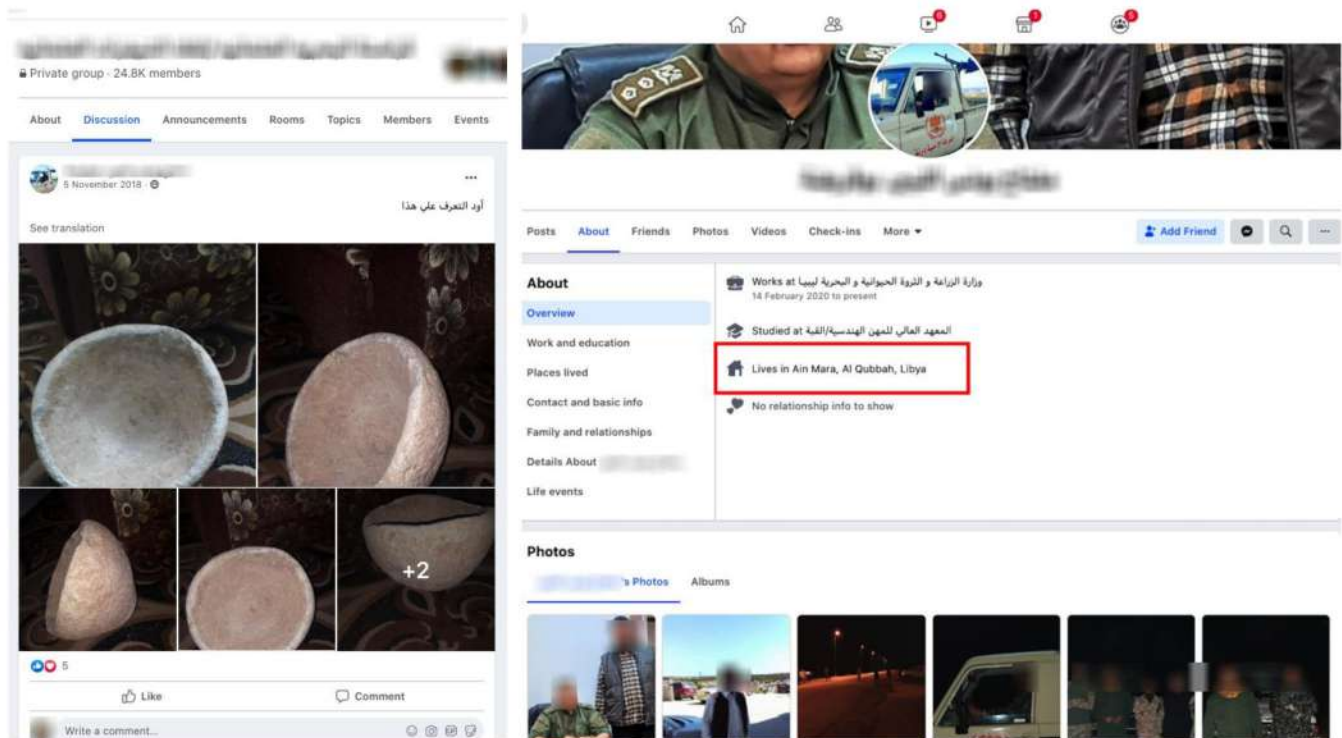 Private group · 24.8K members
About Discussion Announcements Rooms Topics Members Events
5 November 2018
أود التعرف علي هذا
See translation
+2
5
Like Comment
Write a comment...
6 1 5
Posts About Friends Photos Videos Check-ins More
Add Friend
About
Overview
Work and education
Places lived
Contact and basic info
Family and relationships
Details About
Life events
Works at وزارة الزراعة و الثروة الحيوانية و البحرية ليبيا
14 February 2020 to present
Studied at المعهد العالي للمهن الهندسية/القبة
Lives in Ain Mara, Al Qubbah, Libya
No relationship info to show
Photos
's Photos Albums